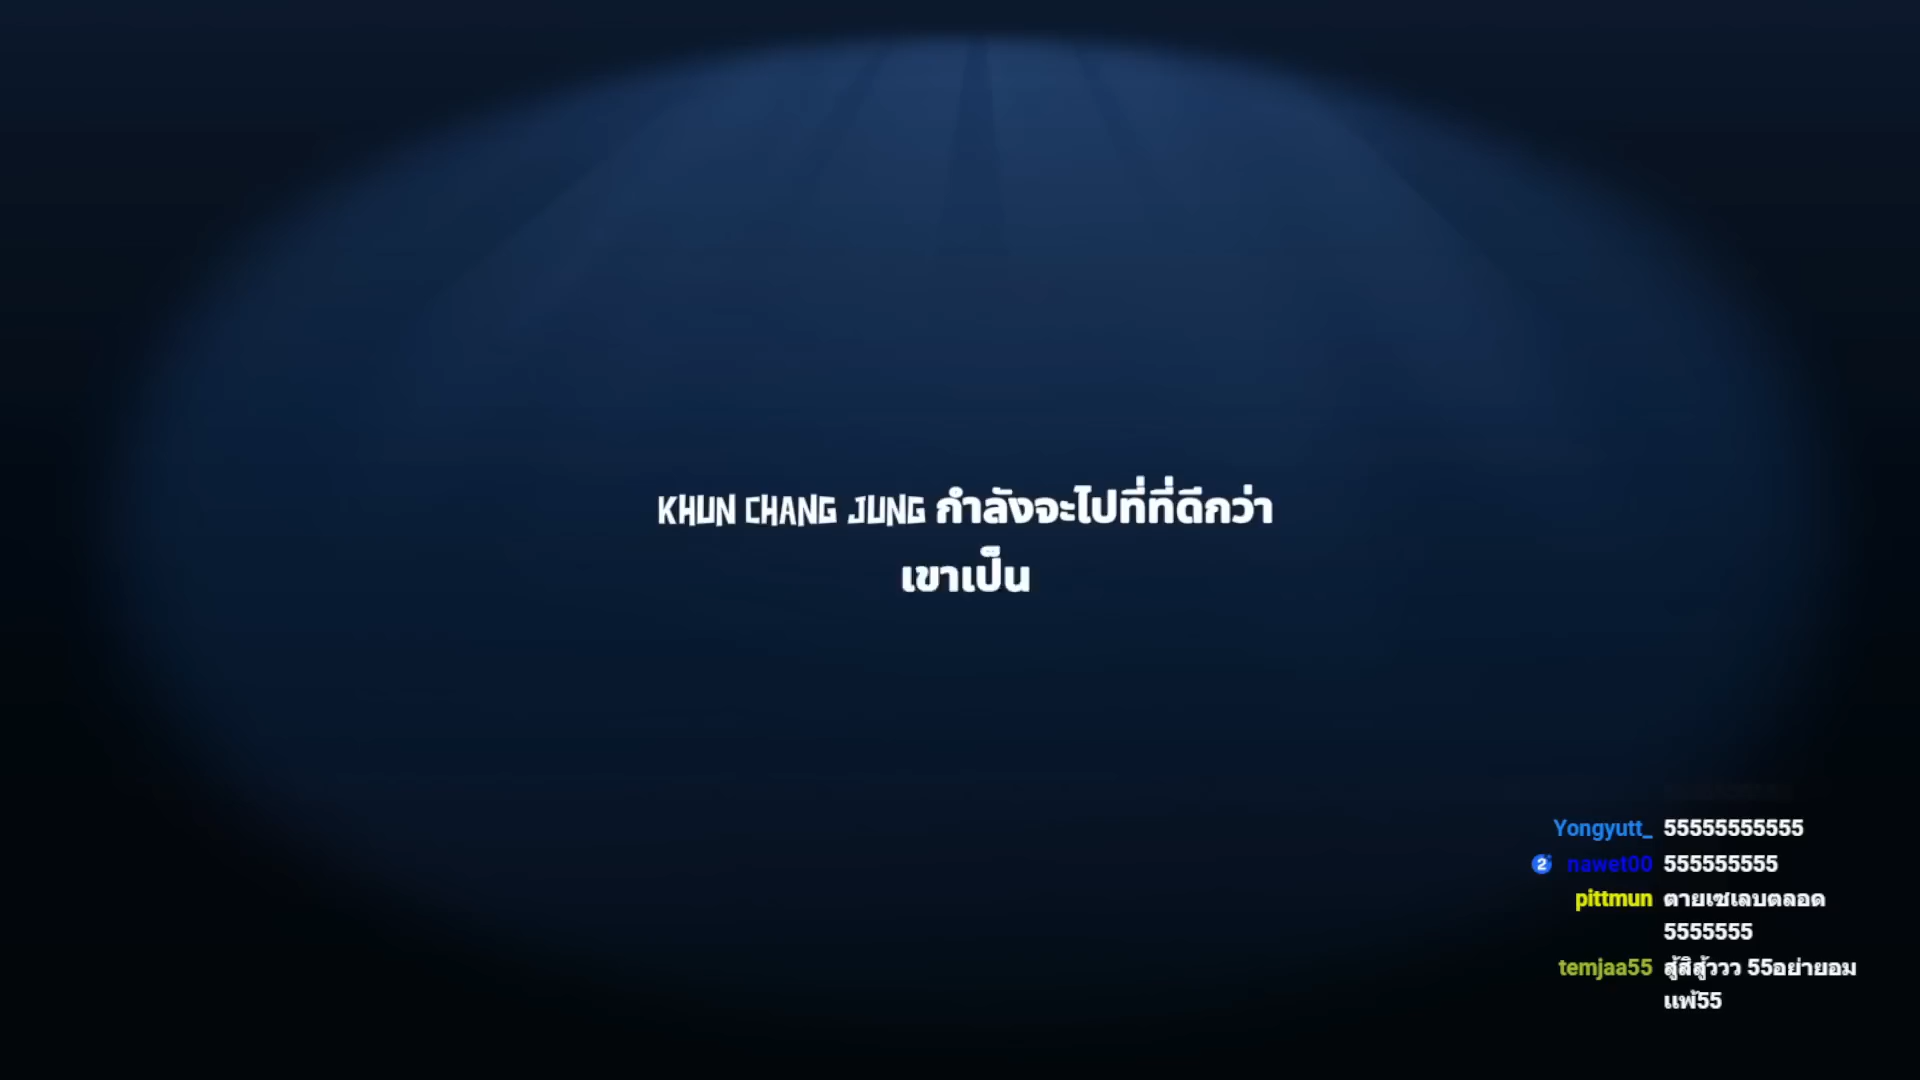 KHUN CHANG JUNG กำลังจะไปที่ที่ดีกว่า
เขาเป็น
Yongyutt_ 55555555555
2 nawet00 555555555
pittmun ตายเซเลบตลอด
5555555
temjaa55 สู้สิสู้ววว 55อย่ายอม
แพ้55